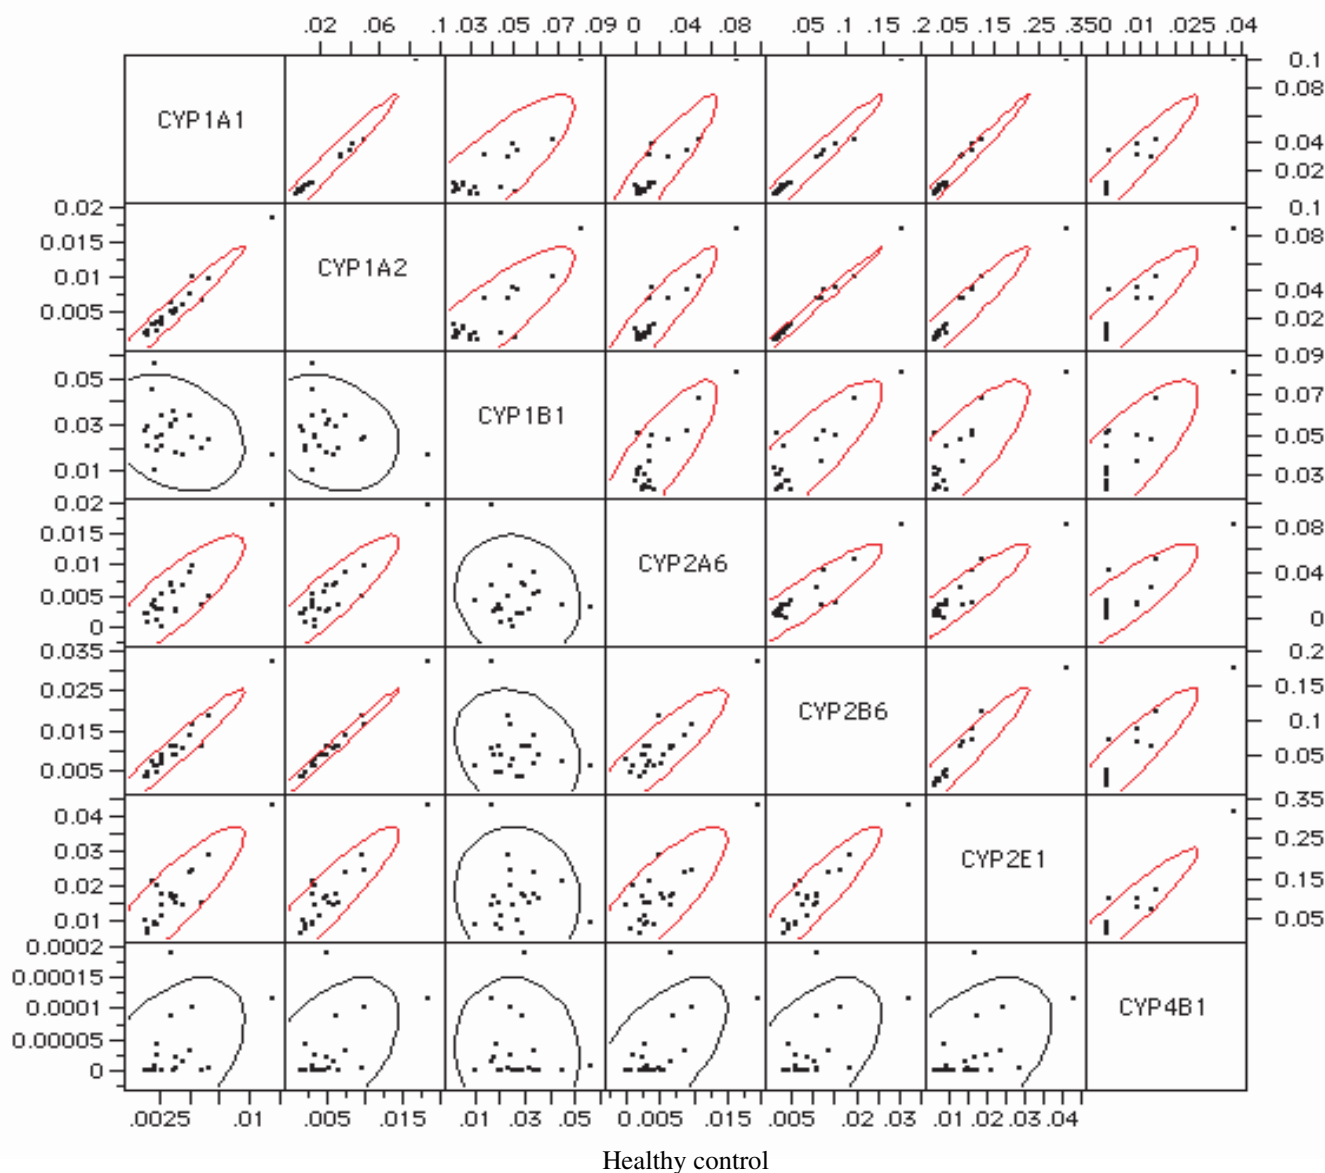 .02 .06 .1 .03 .05 .07 .09 0 .04 .08 .05 .1 .15 .2 .05 .15 .25 .35 0 .01 .025 .04
0.1
CYP1A1 0.08
0.04
0.02
0.02 0.1
0.015 CYP1A2 0.08
0.01 0.04
0.005 0.02
0.09
0.05 CYP1B1 0.07
0.03 0.05
0.01 0.03
0.02
0.015 CYP2A6 0.08
0.01 0.04
0.005
0 0
0.035 0.2
0.025 CYP2B6 0.15
0.015 0.1
0.005 0.05
0.35
0.04 0.25
0.03 CYP2E1
0.02 0.15
0.01 0.05
0.0002
0.00015
0.0001 CYP4B1
0.00005
0
.0025 .01 .005 .015 .01 .03 .05 0 .005 .015 .005 .02 .03 .01 .02 .03 .04
Healthy control